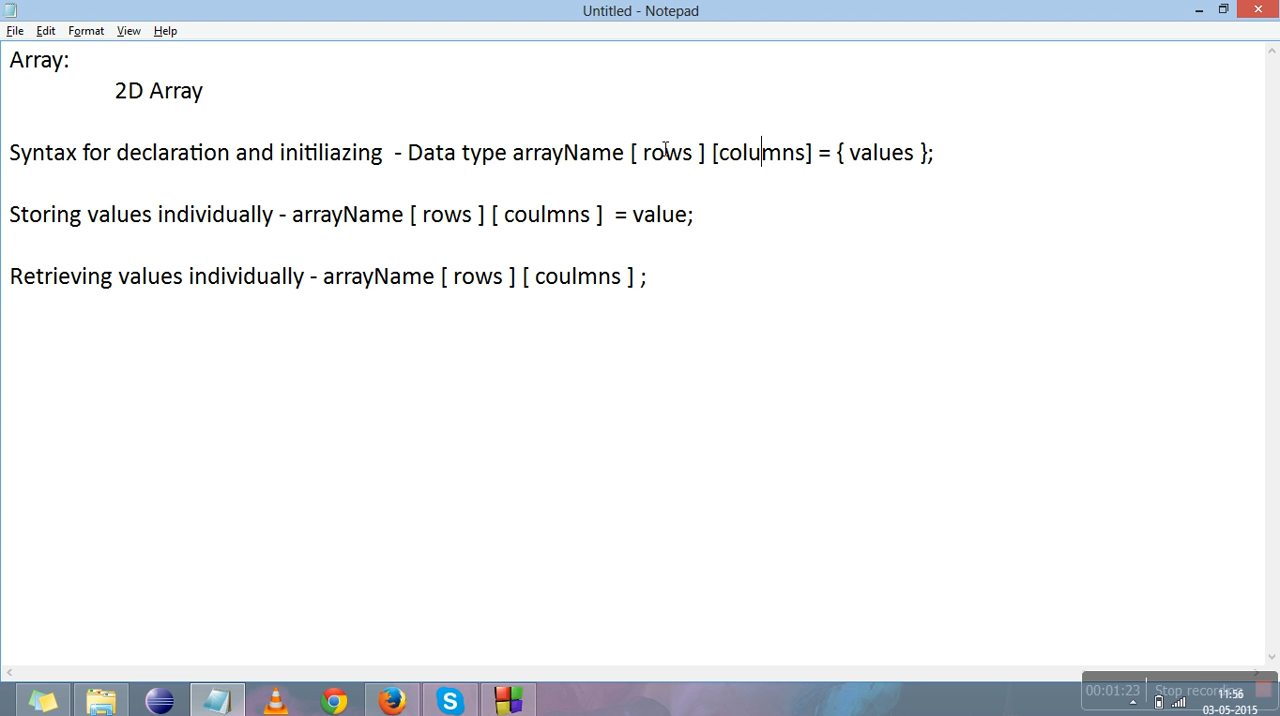 Untitled - Notepad
File Edit Format View Help
Array:
2D Array
Syntax for declaration and initiliazing - Data type arrayName [ rows ] [columns] = { values };
Storing values individually - arrayName [ rows ] [ coulmns ] = value;
Retrieving values individually - arrayName [ rows ] [ coulmns ] ;
00:01:23 Stop 11:56
03-05-2015